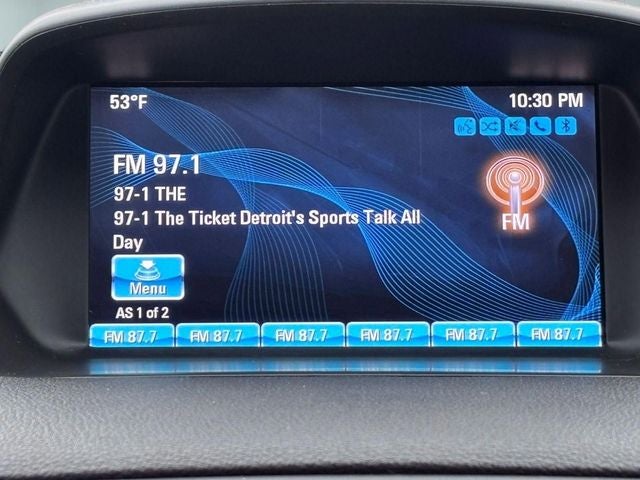 53°F 10:30 PM
FM 97.1
97-1 THE
97-1 The Ticket Detroit's Sports Talk All
Day
FM
Menu
AS 1 of 2
FM 87.7 FM 87.7 FM 87.7 FM 87.7 FM 87.7 FM 87.7